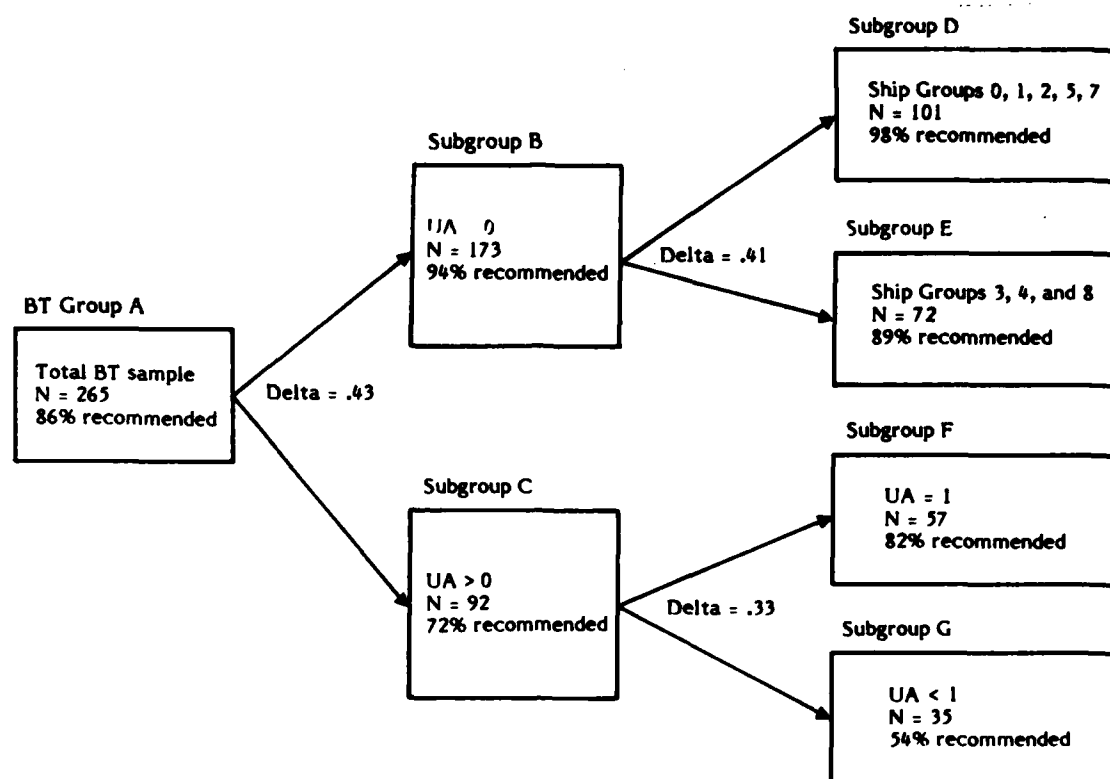 Subgroup D
Ship Groups 0, 1, 2, 5, 7
N = 101
98% recommended
Subgroup B
UA 0
N = 173
94% recommended
Delta = .41
Subgroup E
Ship Groups 3, 4, and 8
N = 72
89% recommended
BT Group A
Total BT sample
N = 265
86% recommended
Delta = .43
Subgroup F
UA = 1
N = 57
82% recommended
Subgroup C
UA > 0
N = 92
72% recommended
Delta = .33
Subgroup G
UA < 1
N = 35
54% recommended